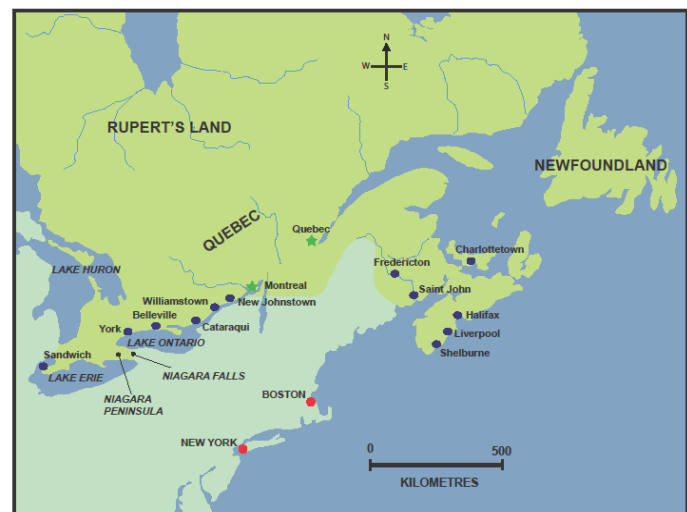 N
W E
S
RUPERT'S LAND
NEWFOUNDLAND
QUEBEC
Quebec
Charlottetown
Fredericton
LAKE HURON
Montreal
Saint John
Williamstown
New Johnstown
Belleville
Halifax
York
Cataraqui
Liverpool
LAKE ONTARIO
Shelburne
Sandwich
NIAGARA FALLS
LAKE ERIE
NIAGARA
PENINSULA
BOSTON
NEW YORK
0 500
KILOMETRES